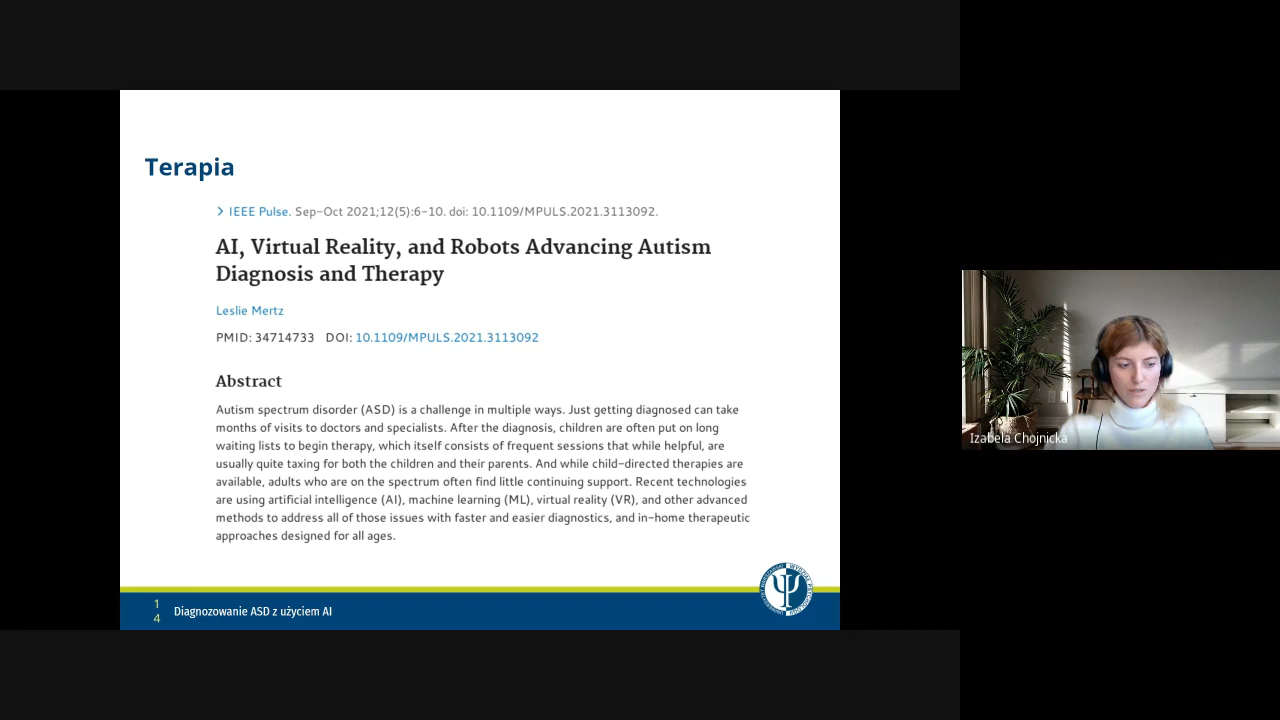 Terapia
> IEEE Pulse. Sep-Oct 2021;12(5):6-10. doi: 10.1109/MPULS.2021.3113092.
AI, Virtual Reality, and Robots Advancing Autism
Diagnosis and Therapy
Leslie Mertz
PMID: 34714733 DOI: 10.1109/MPULS.2021.3113092
Abstract
Autism spectrum disorder (ASD) is a challenge in multiple ways. Just getting diagnosed can take
months of visits to doctors and specialists. After the diagnosis, children are often put on long
waiting lists to begin therapy, which itself consists of frequent sessions that while helpful, are
usually quite taxing for both the children and their parents. And while child-directed therapies are
available, adults who are on the spectrum often find little continuing support. Recent technologies
are using artificial intelligence (AI), machine learning (ML), virtual reality (VR), and other advanced
methods to address all of those issues with faster and easier diagnostics, and in-home therapeutic
approaches designed for all ages.
1
4
Diagnozowanie ASD z użyciem AI
Izabela Chojnicka